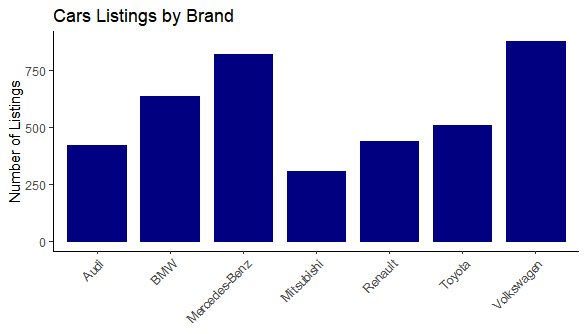 Cars Listings by Brand
Number of Listings
750
500
250
0
Audi
BMW
Mercedes-Benz
Mitsubishi
Renault
Toyota
Volkswagen